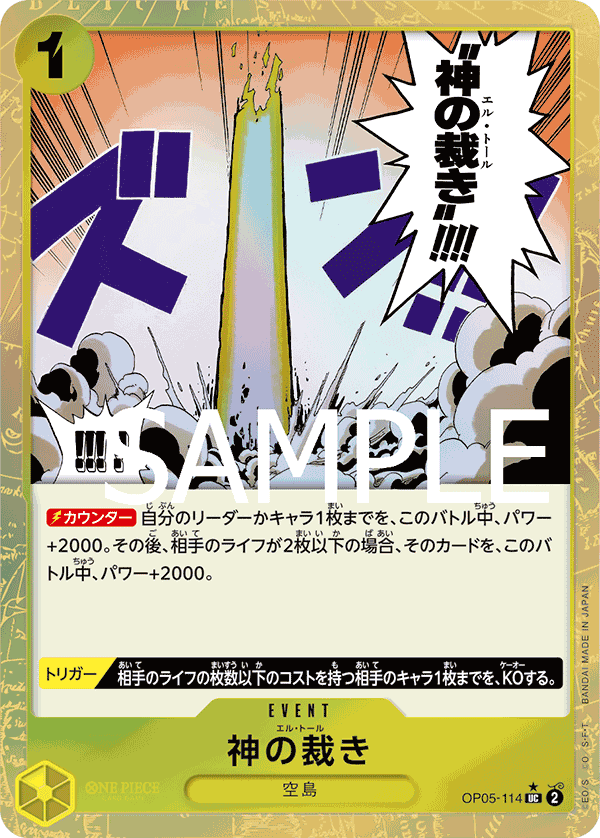 1
"神の裁き"!!!!
エル・トール
ズン
!!!!
SAMPLE
カウンター 自分のリーダーかキャラ1枚までを、このバトル中、パワー
+2000。その後、相手のライフが2枚以下の場合、そのカードを、このバ
トル中、パワー+2000。
トリガー 相手のライフの枚数以下のコストを持つ相手のキャラ1枚までを、KOする。
EVENT
エル・トール
神の裁き
空島
ONE PIECE
OP05-114 UC 2
BANDAI MADE IN JAPAN